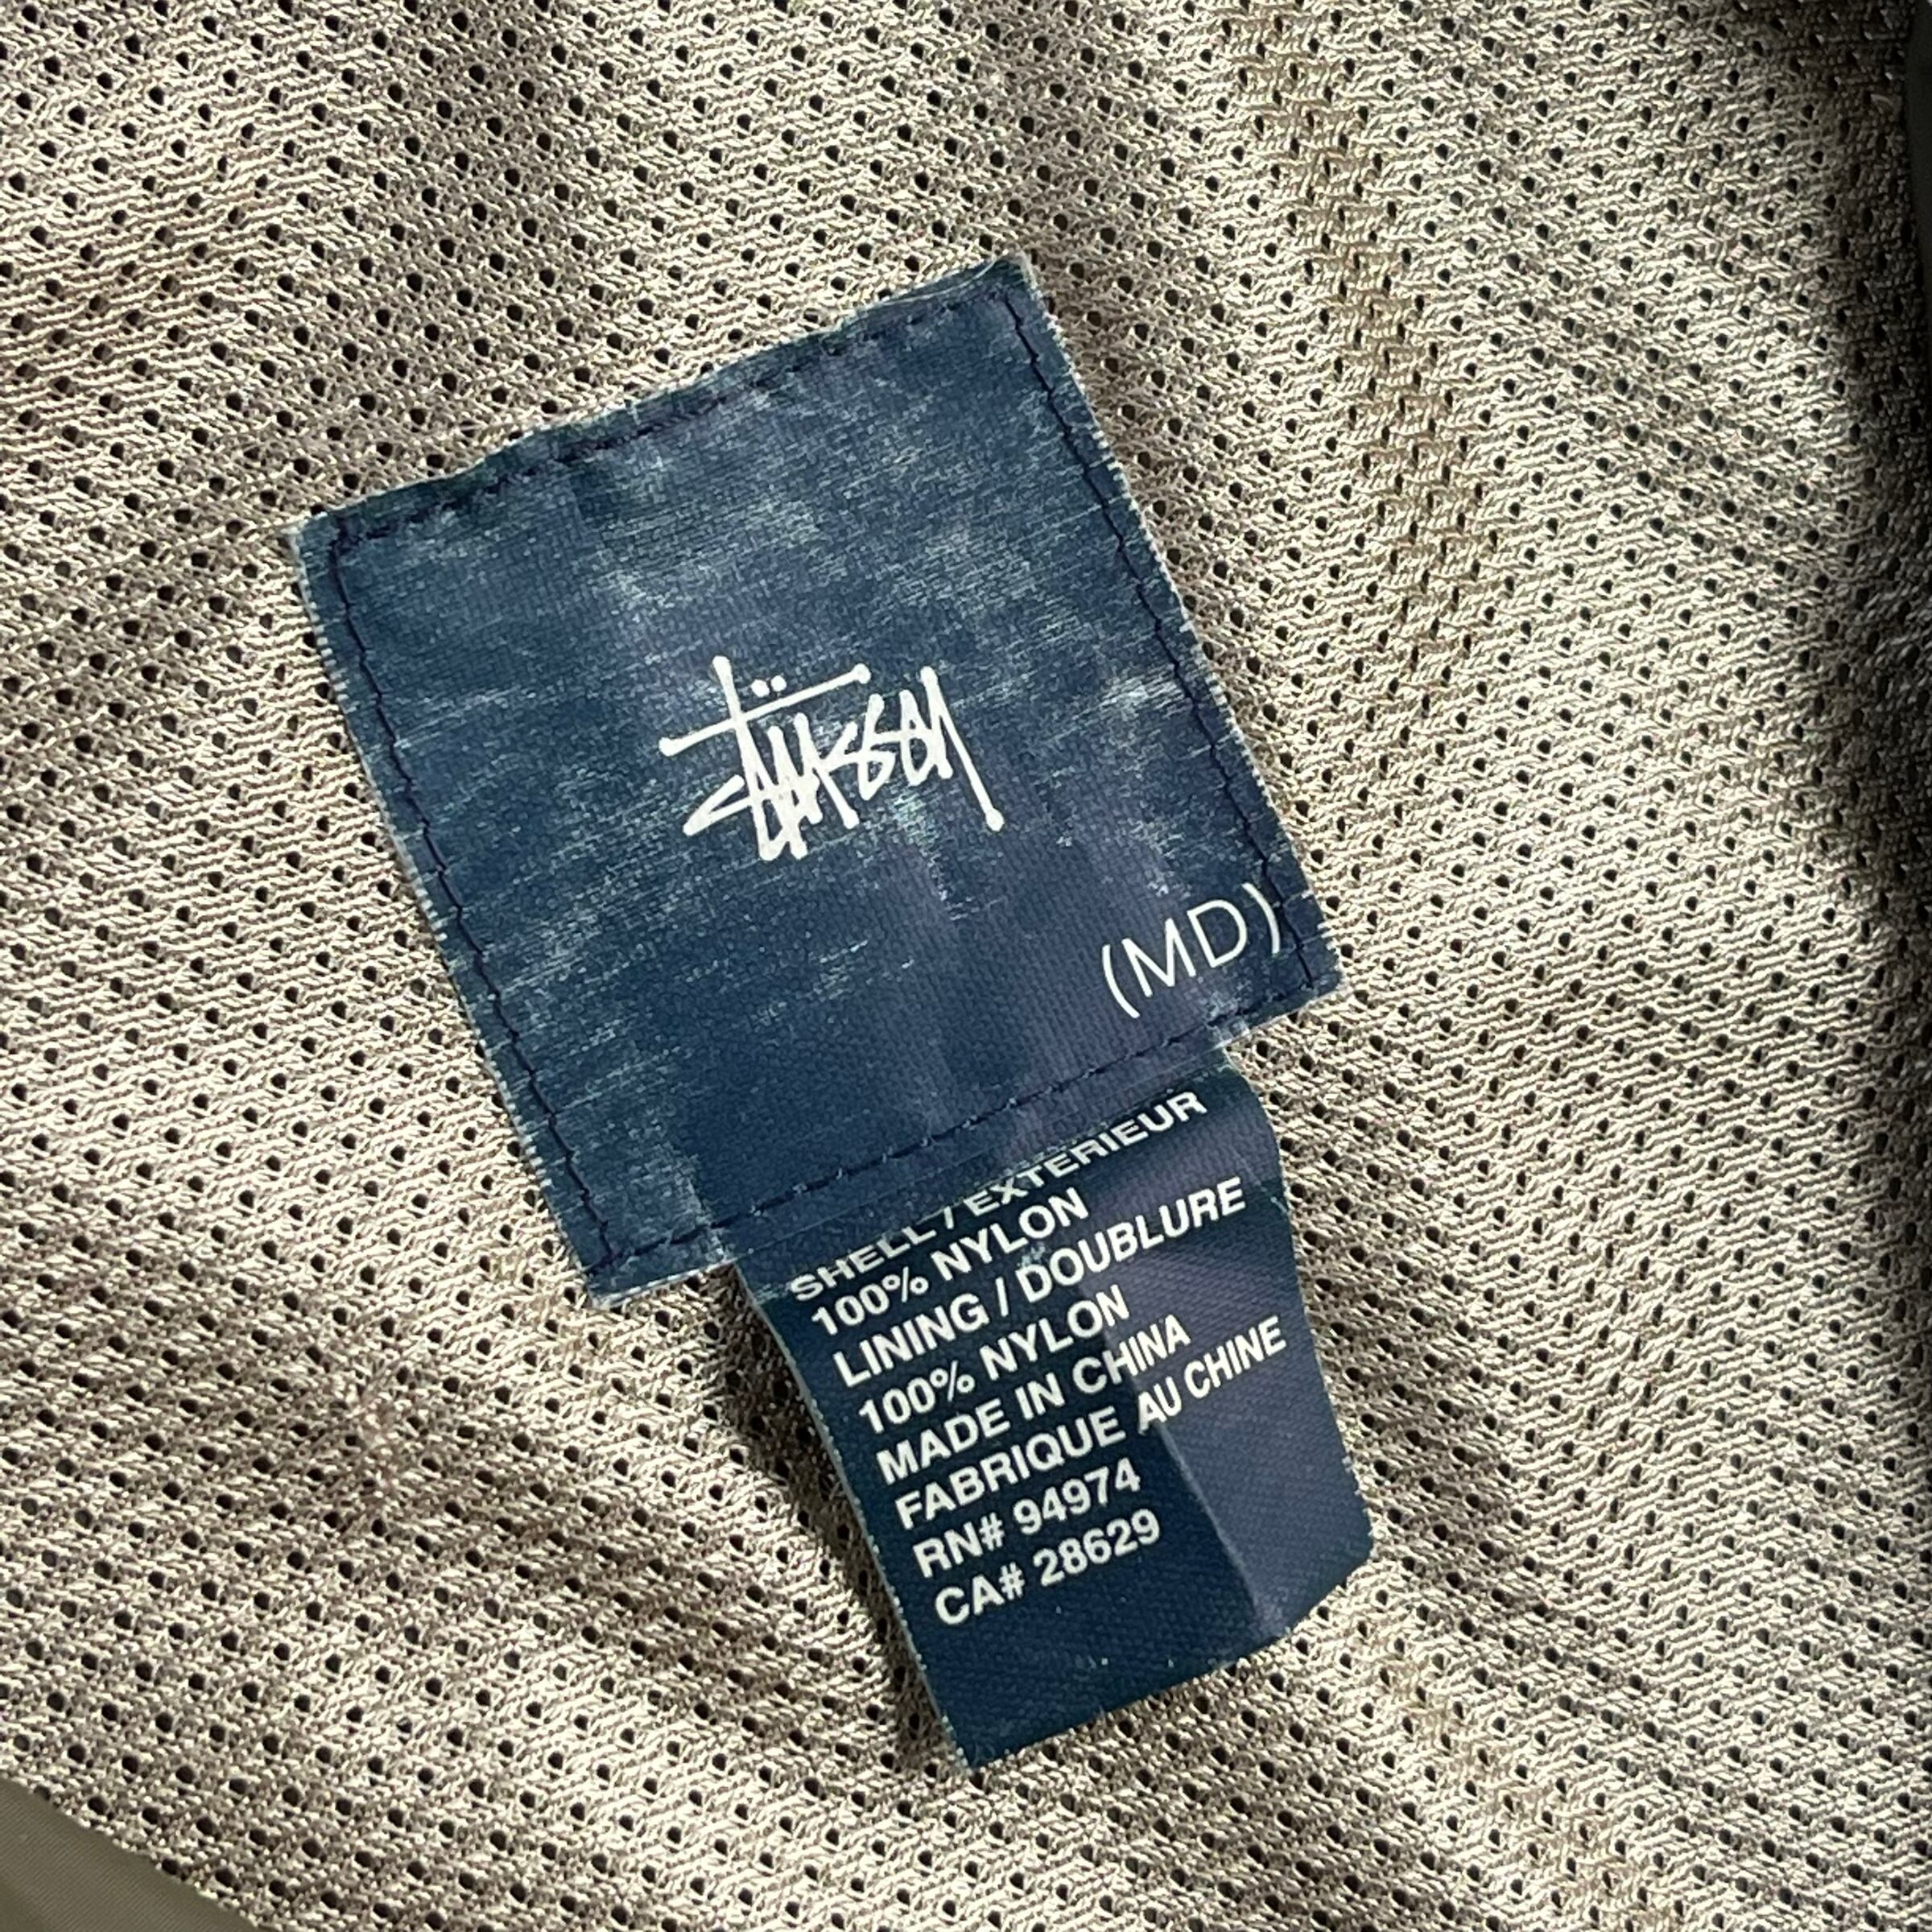 Stüssy
(MD)
SHELL / EXTERIEUR
100% NYLON
LINING / DOUBLURE
100% NYLON
MADE IN CHINA
FABRIQUE AU CHINE
RN# 94974
CA# 28629